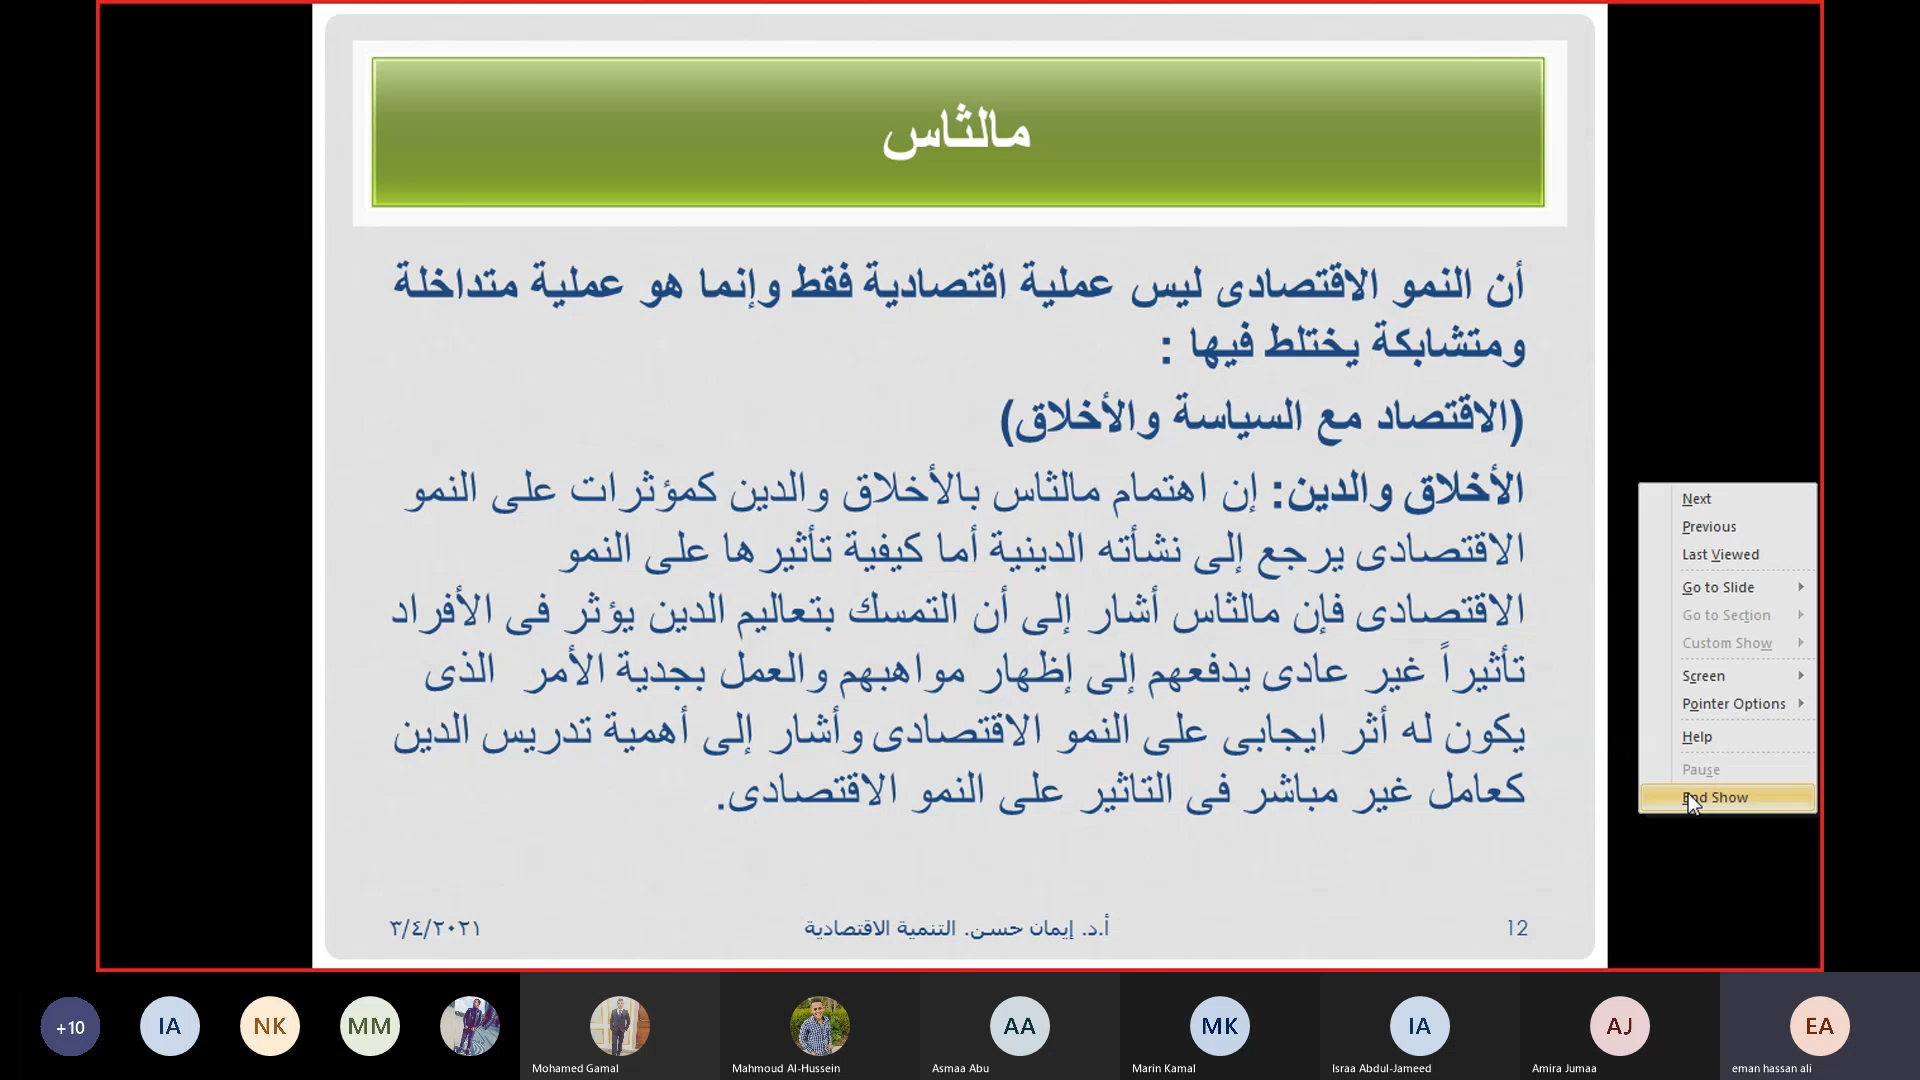 مالثاس
أن النمو الاقتصادى ليس عملية اقتصادية فقط وإنما هو عملية متداخلة
ومتشابكة يختلط فيها :
(الاقتصاد مع السياسة والأخلاق)
الأخلاق والدين: إن اهتمام مالثاس بالأخلاق والدين كمؤثرات على النمو
الاقتصادى يرجع إلى نشأته الدينية أما كيفية تأثيرها على النمو
الاقتصادى فإن مالثاس أشار إلى أن التمسك بتعاليم الدين يؤثر فى الأفراد
تأثيراً غير عادى يدفعهم إلى إظهار مواهبهم والعمل بجدية الأمر الذى
يكون له أثر ايجابى على النمو الاقتصادى وأشار إلى أهمية تدريس الدين
كعامل غير مباشر فى التاثير على النمو الاقتصادى.
12
أ.د. إيمان حسن. التنمية الاقتصادية
٣/٤/٢٠٢١
Next
Previous
Last Viewed
Go to Slide
Go to Section
Custom Show
Screen
Pointer Options
Help
Pause
End Show
+10
IA
NK
MM
AA
MK
IA
AJ
EA
Mohamed Gamal
Mahmoud Al-Hussein
Asmaa Abu
Marin Kamal
Israa Abdul-Jameed
Amira Jumaa
eman hassan ali